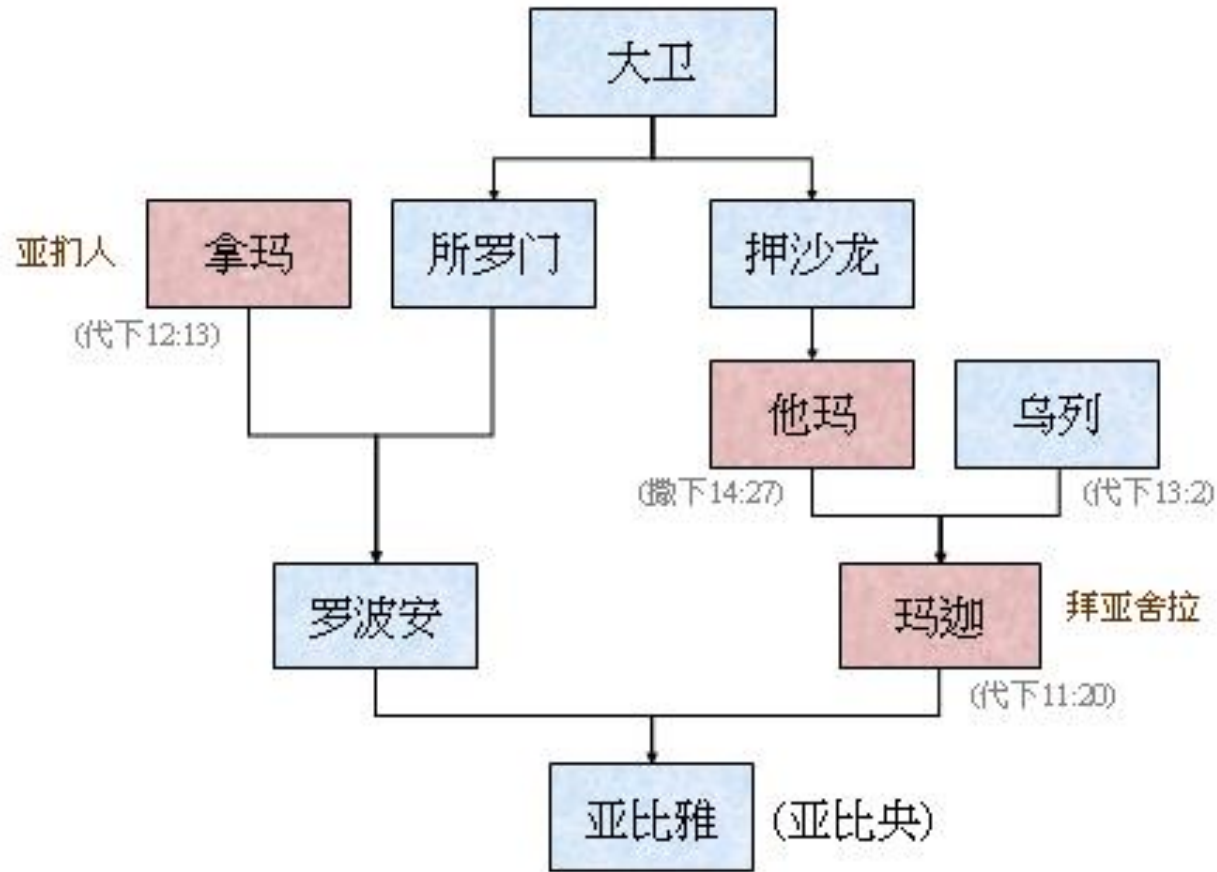 大卫
亚扪人
拿玛
所罗门
押沙龙
(代下12:13)
他玛
乌列
(撒下14:27)
(代下13:2)
罗波安
玛迦
拜亚舍拉
(代下11:20)
亚比雅
(亚比央)